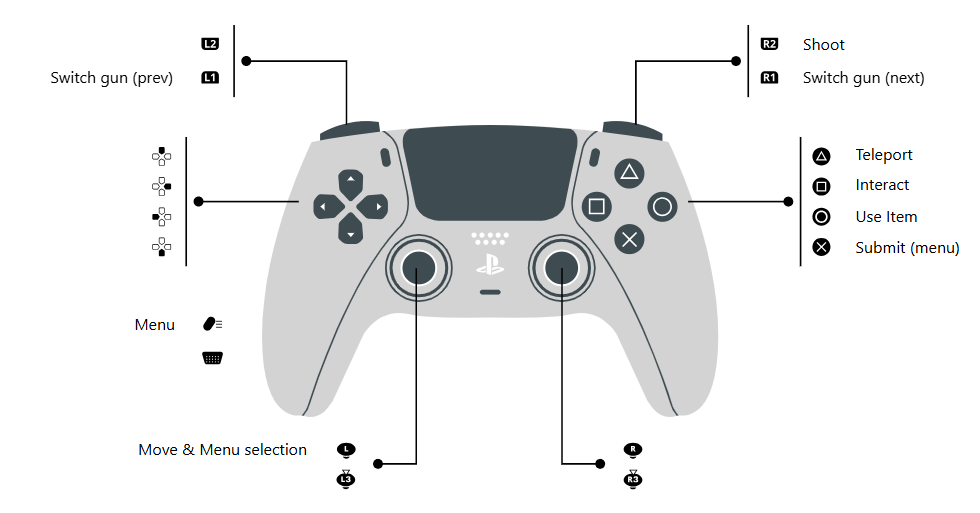 L2
Switch gun (prev) L1
R2 Shoot
R1 Switch gun (next)
Teleport
Interact
Use Item
Submit (menu)
Menu
Move & Menu selection L
L3
R
R3